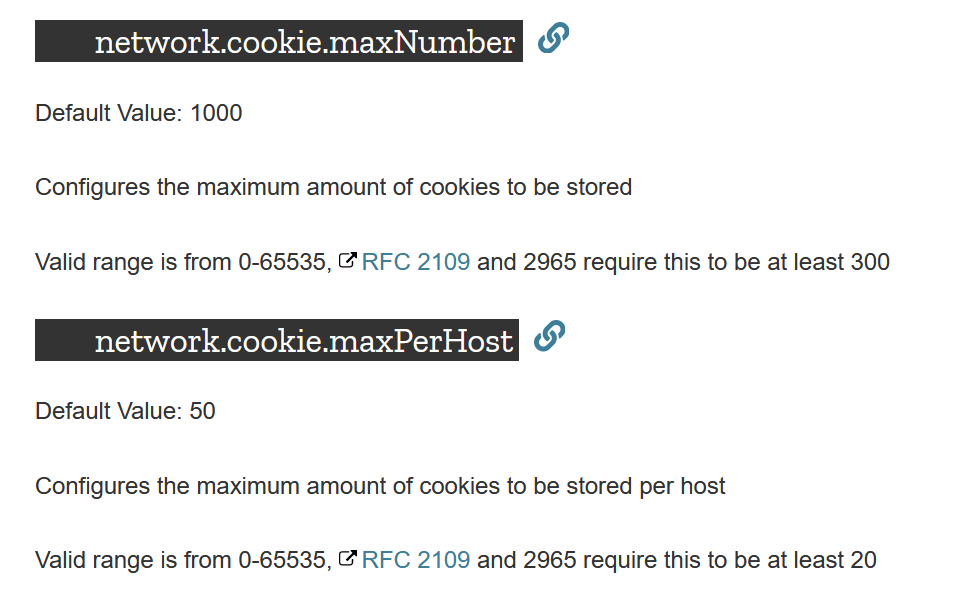 network.cookie.maxNumber
Default Value: 1000
Configures the maximum amount of cookies to be stored
Valid range is from 0-65535, RFC 2109 and 2965 require this to be at least 300
network.cookie.maxPerHost
Default Value: 50
Configures the maximum amount of cookies to be stored per host
Valid range is from 0-65535, RFC 2109 and 2965 require this to be at least 20